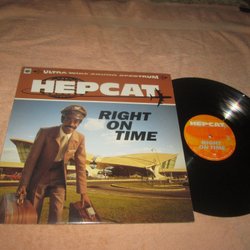 ULTRA WIDE SOUND SPECTRUM
HEPCAT
RIGHT ON
TIME
HEPCAT
RIGHT ON
TIME